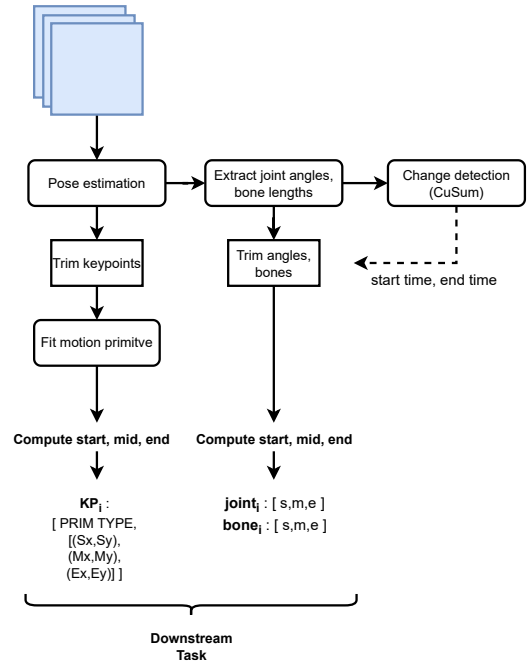 Pose estimation
Extract joint angles,
bone lengths
Change detection
(CuSum)
Trim keypoints
Trim angles,
bones
start time, end time
Fit motion primitve
Compute start, mid, end
Compute start, mid, end
KPi :
[ PRIM TYPE,
[(Sx,Sy),
(Mx,My),
(Ex,Ey)] ]
jointi : [ s,m,e ]
bonei : [ s,m,e ]
Downstream
Task